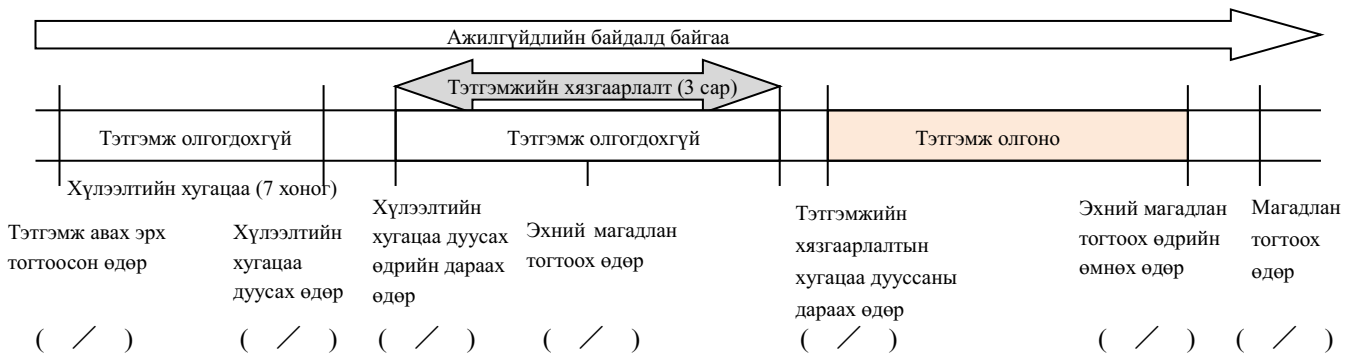 Ажилгүйдлийн байдалд байгаа
Тэтгэмжийн хязгаарлалт (3 сар)
Тэтгэмж олгогдохгүй
Тэтгэмж олгогдохгүй
Тэтгэмж олгоно
Хүлээлтийн хугацаа (7 хоног)
Тэтгэмж авах эрх
тогтоосон өдөр
Хүлээлтийн
хугацаа
дуусах өдөр
Хүлээлтийн
хугацаа дуусах
өдрийн дараах
өдөр
Эхний магадлан
тогтоох өдөр
Тэтгэмжийн
хязгаарлалтын
хугацаа дууссаны
дараах өдөр
Эхний магадлан
тогтоох өдрийн
өмнөх өдөр
Магадлан
тогтоох
өдөр
( ／ ) ( ／ ) ( ／ ) ( ／ ) ( ／ ) ( ／ ) ( ／ )